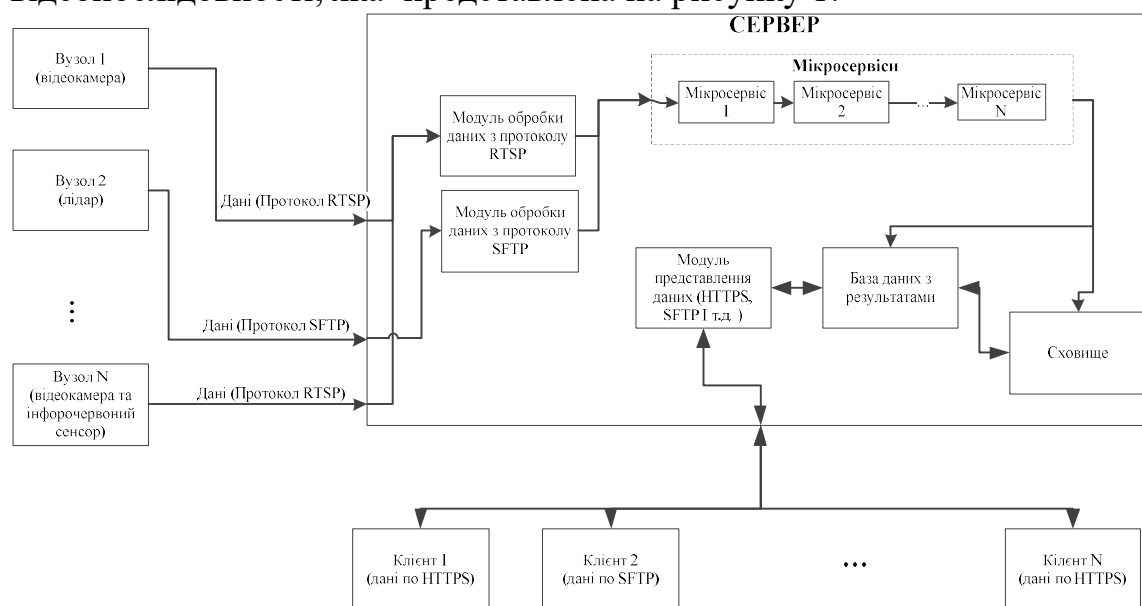 відеопослідовності, яка представлена на рисунку 1.
СЕРВЕР
Вузол 1
(відеокамера)
Вузол 2
(лідар)
...
Вузол N
(відеокамера та
інфорочервоний
сенсор)
Дані (Протокол RTSP)
Дані (Протокол SFTP)
Дані (Протокол RTSP)
Модуль обробки
даних з протоколу
RTSP
Модуль обробки
даних з протоколу
SFTP
Мікросервіси
Мікросервіс
1
Мікросервіс
2
...
Мікросервіс
N
Модуль
представлення
даних (HTTPS,
SFTP І т.д. )
База даних з
результатами
Сховище
Клієнт 1
(дані по HTTPS)
Клієнт 2
(дані по SFTP)
...
Кілєнт N
(дані по HTTPS)